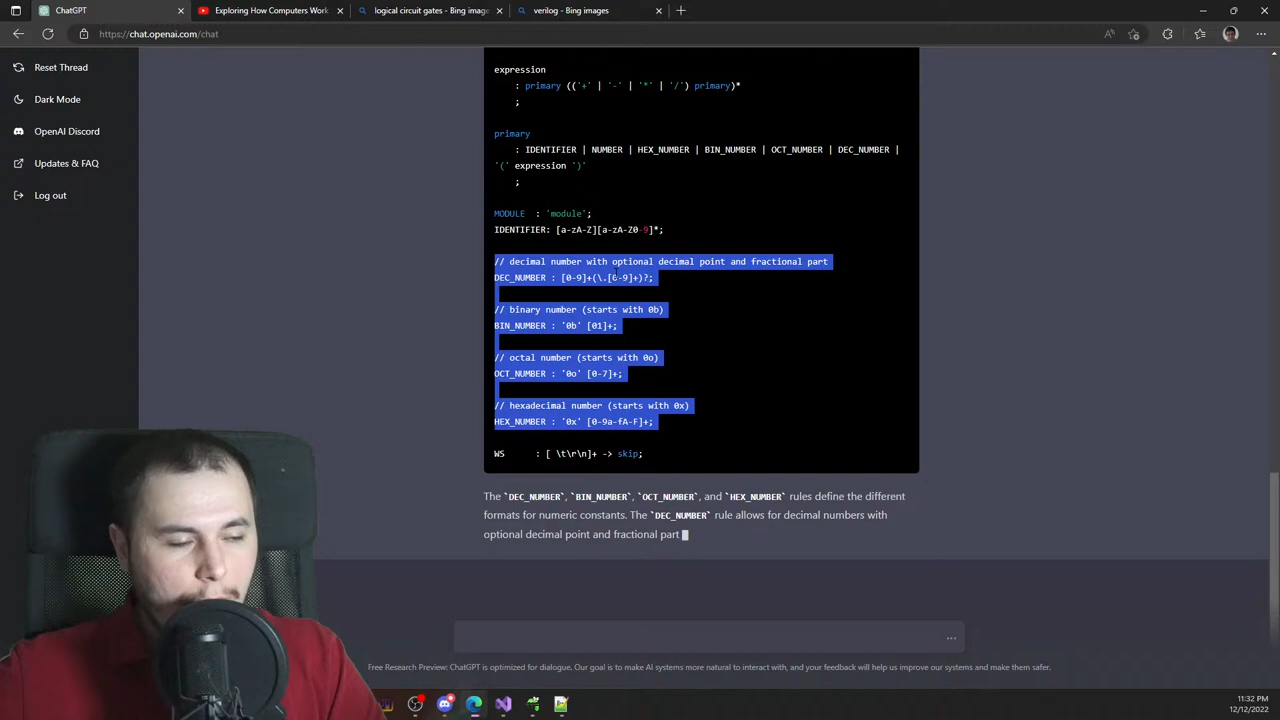 ChatGPT
Exploring How Computers Work
logical circuit gates - Bing image
verilog - Bing images
https://chat.openai.com/chat
Reset Thread
Dark Mode
OpenAI Discord
Updates & FAQ
Log out
expression
: primary (('+' | '-' | '*' | '/') primary)*
;
primary
: IDENTIFIER | NUMBER | HEX_NUMBER | BIN_NUMBER | OCT_NUMBER | DEC_NUMBER |
'(' expression ')'
;
MODULE : 'module';
IDENTIFIER: [a-zA-Z][a-zA-Z0-9]*;
// decimal number with optional decimal point and fractional part
DEC_NUMBER : [0-9]+(\.[0-9]+)?;
// binary number (starts with 0b)
BIN_NUMBER : '0b' [01]+;
// octal number (starts with 0o)
OCT_NUMBER : '0o' [0-7]+;
// hexadecimal number (starts with 0x)
HEX_NUMBER : '0x' [0-9a-fA-F]+;
WS : [ \t\r\n]+ -> skip;
The `DEC_NUMBER`, `BIN_NUMBER`, `OCT_NUMBER`, and `HEX_NUMBER` rules define the different
formats for numeric constants. The `DEC_NUMBER` rule allows for decimal numbers with
optional decimal point and fractional part
Free Research Preview: ChatGPT is optimized for dialogue. Our goal is to make AI systems more natural to interact with, and your feedback will help us improve our systems and make them safer.
11:32 PM
12/12/2022